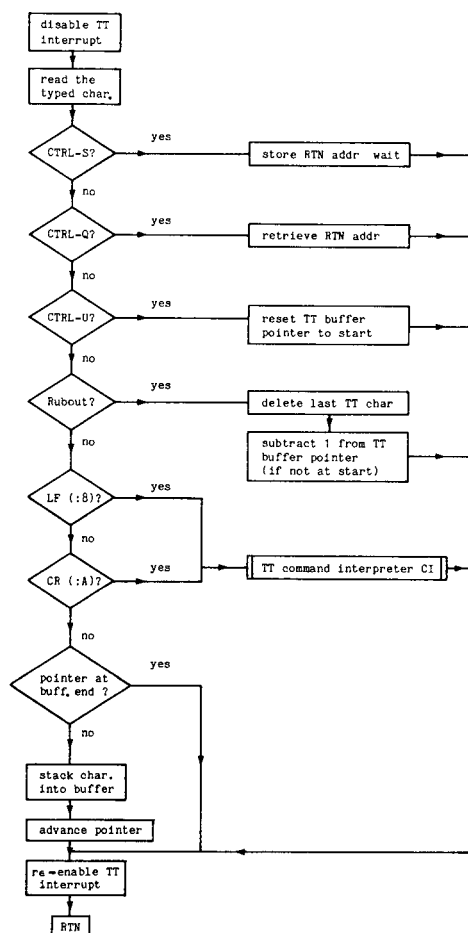 disable TT
interrupt
read the
typed char.
yes
CTRL-S?
store RTN addr wait
no
yes
CTRL-Q?
retrieve RTN addr
no
yes
CTRL-U?
reset TT buffer
pointer to start
no
yes
Rubout?
delete last TT char
no
subtract 1 from TT
buffer pointer
(if not at start)
yes
LF (:8)?
no
yes
CR (:A)?
TT command interpreter CI
no
yes
pointer at
buff. end ?
no
stack char.
into buffer
advance pointer
re-enable TT
interrupt
RTN